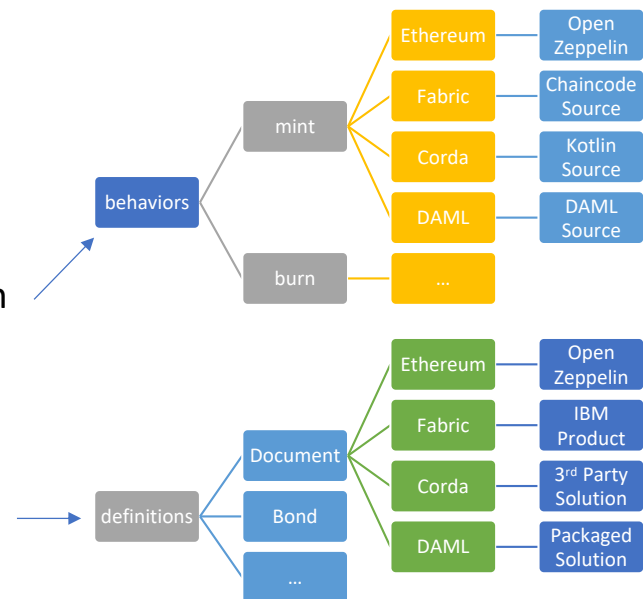 Ethereum
Open
Zeppelin
Fabric
Chaincode
Source
mint
Corda
Kotlin
Source
behaviors
DAML
DAML
Source
burn
…
n
Ethereum
Open
Zeppelin
Fabric
IBM
Product
Document
Corda
3rd Party
Solution
definitions
Bond
DAML
Packaged
Solution
…